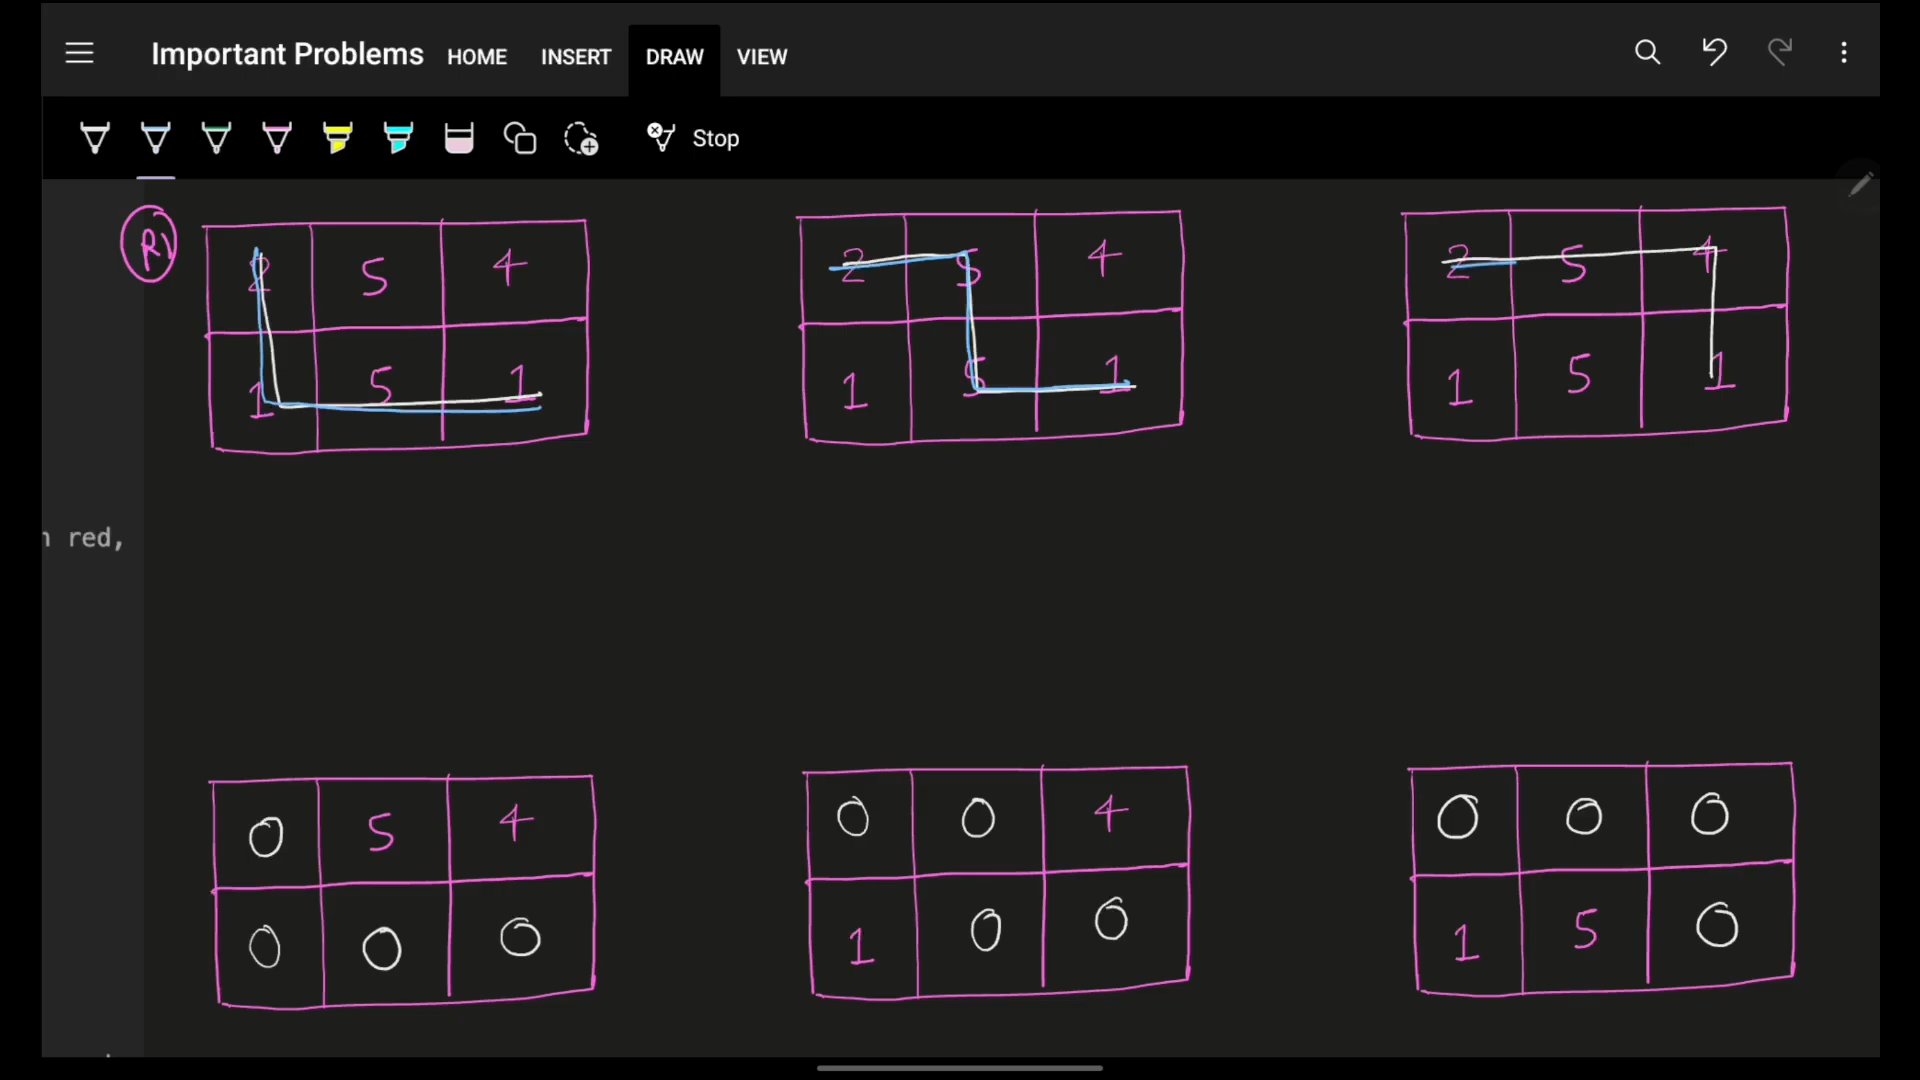 Important Problems HOME INSERT DRAW VIEW
Stop
R1
2 5 4
1 5 1
2 5 4
1 5 1
2 5 4
1 5 1
n red,
0 5 4
0 0 0
0 0 4
1 0 0
0 0 0
1 5 0